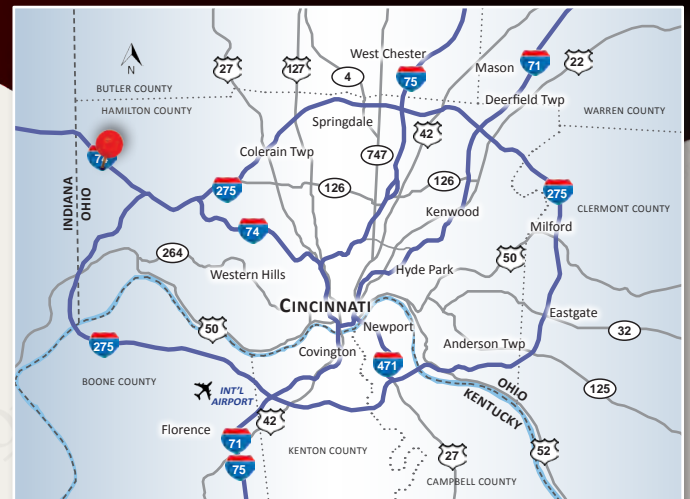 West Chester
Mason
71
22
27
127
4
75
N
BUTLER COUNTY
Deerfield Twp
HAMILTON COUNTY
WARREN COUNTY
Springdale
42
Colerain Twp
747
275
126
126
275
INDIANA
OHIO
CLERMONT COUNTY
Kenwood
Milford
74
264
50
Western Hills
Hyde Park
CINCINNATI
Eastgate
50
Newport
32
275
Covington
Anderson Twp
471
BOONE COUNTY
INT'L
AIRPORT
OHIO
KENTUCKY
125
42
Florence
71
KENTON COUNTY
27
52
75
CAMPBELL COUNTY